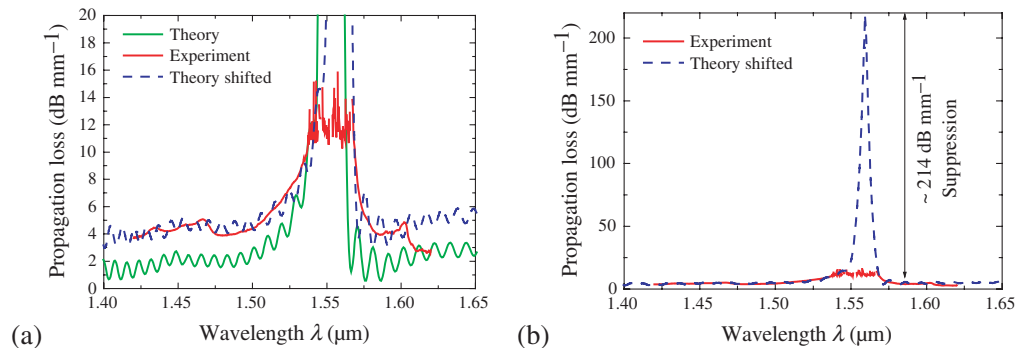 20
18
16
14
12
10
8
6
4
2
0
Propagation loss (dB mm⁻¹)
Theory
Experiment
Theory shifted
1.40 1.45 1.50 1.55 1.60 1.65
Wavelength λ (µm)
(a)
200
150
100
50
0
Propagation loss (dB mm⁻¹)
Experiment
Theory shifted
~ 214 dB mm⁻¹
Suppression
1.40 1.45 1.50 1.55 1.60 1.65
Wavelength λ (µm)
(b)